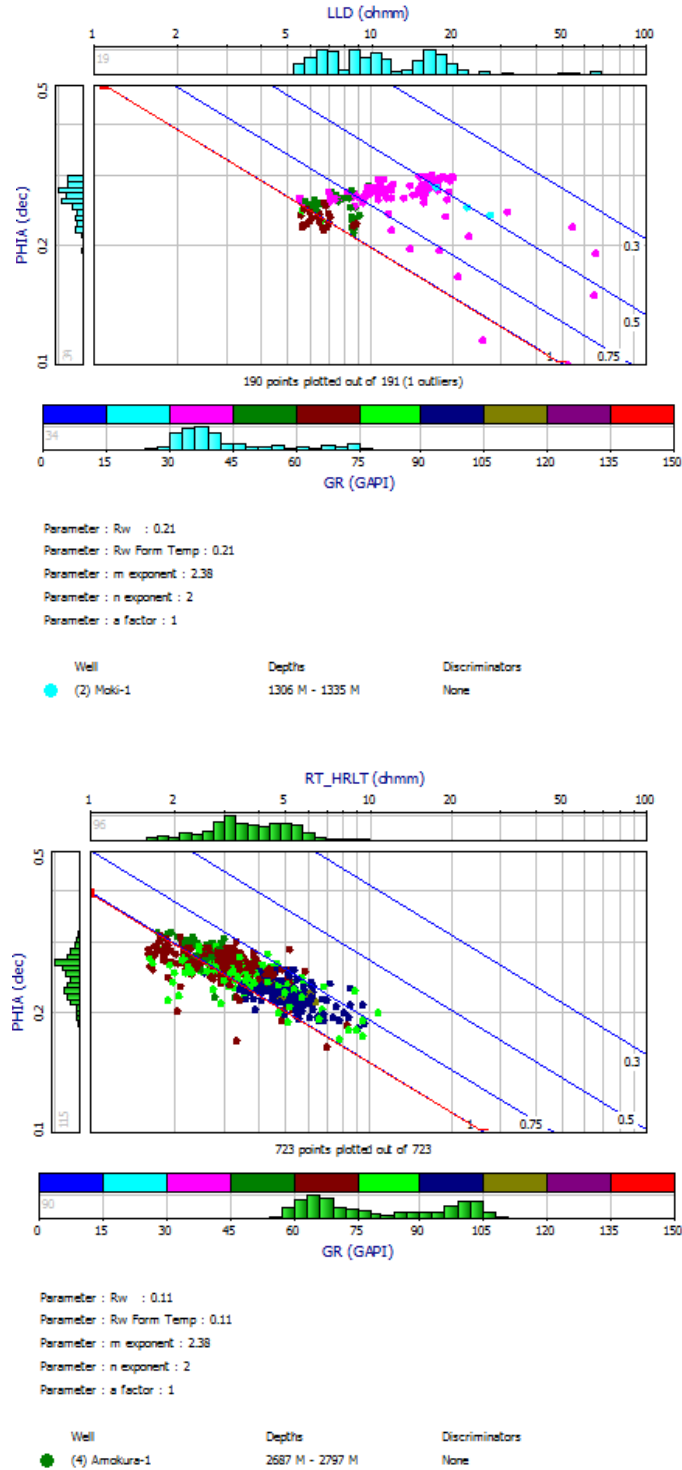 LLD (ohmm)
1 2 5 10 20 50 100
19
0.5
0.2
0.1
PHIA (dec)
0.3
0.5
0.75
1
190 points plotted out of 191 (1 outliers)
34
0 15 30 45 60 75 90 105 120 135 150
GR (GAPI)
Parameter : Rw : 0.21
Parameter : Rw Form Temp : 0.21
Parameter : m exponent : 2.38
Parameter : n exponent : 2
Parameter : a factor : 1
Well Depths Discriminators
(2) Moki-1 1306 M - 1335 M None
RT_HRLT (ohmm)
1 2 5 10 20 50 100
96
0.5
0.2
0.1
PHIA (dec)
115
0.3
0.5
0.75
1
723 points plotted out of 723
90
0 15 30 45 60 75 90 105 120 135 150
GR (GAPI)
Parameter : Rw : 0.11
Parameter : Rw Form Temp : 0.11
Parameter : m exponent : 2.38
Parameter : n exponent : 2
Parameter : a factor : 1
Well Depths Discriminators
(4) Amokura-1 2687 M - 2797 M None